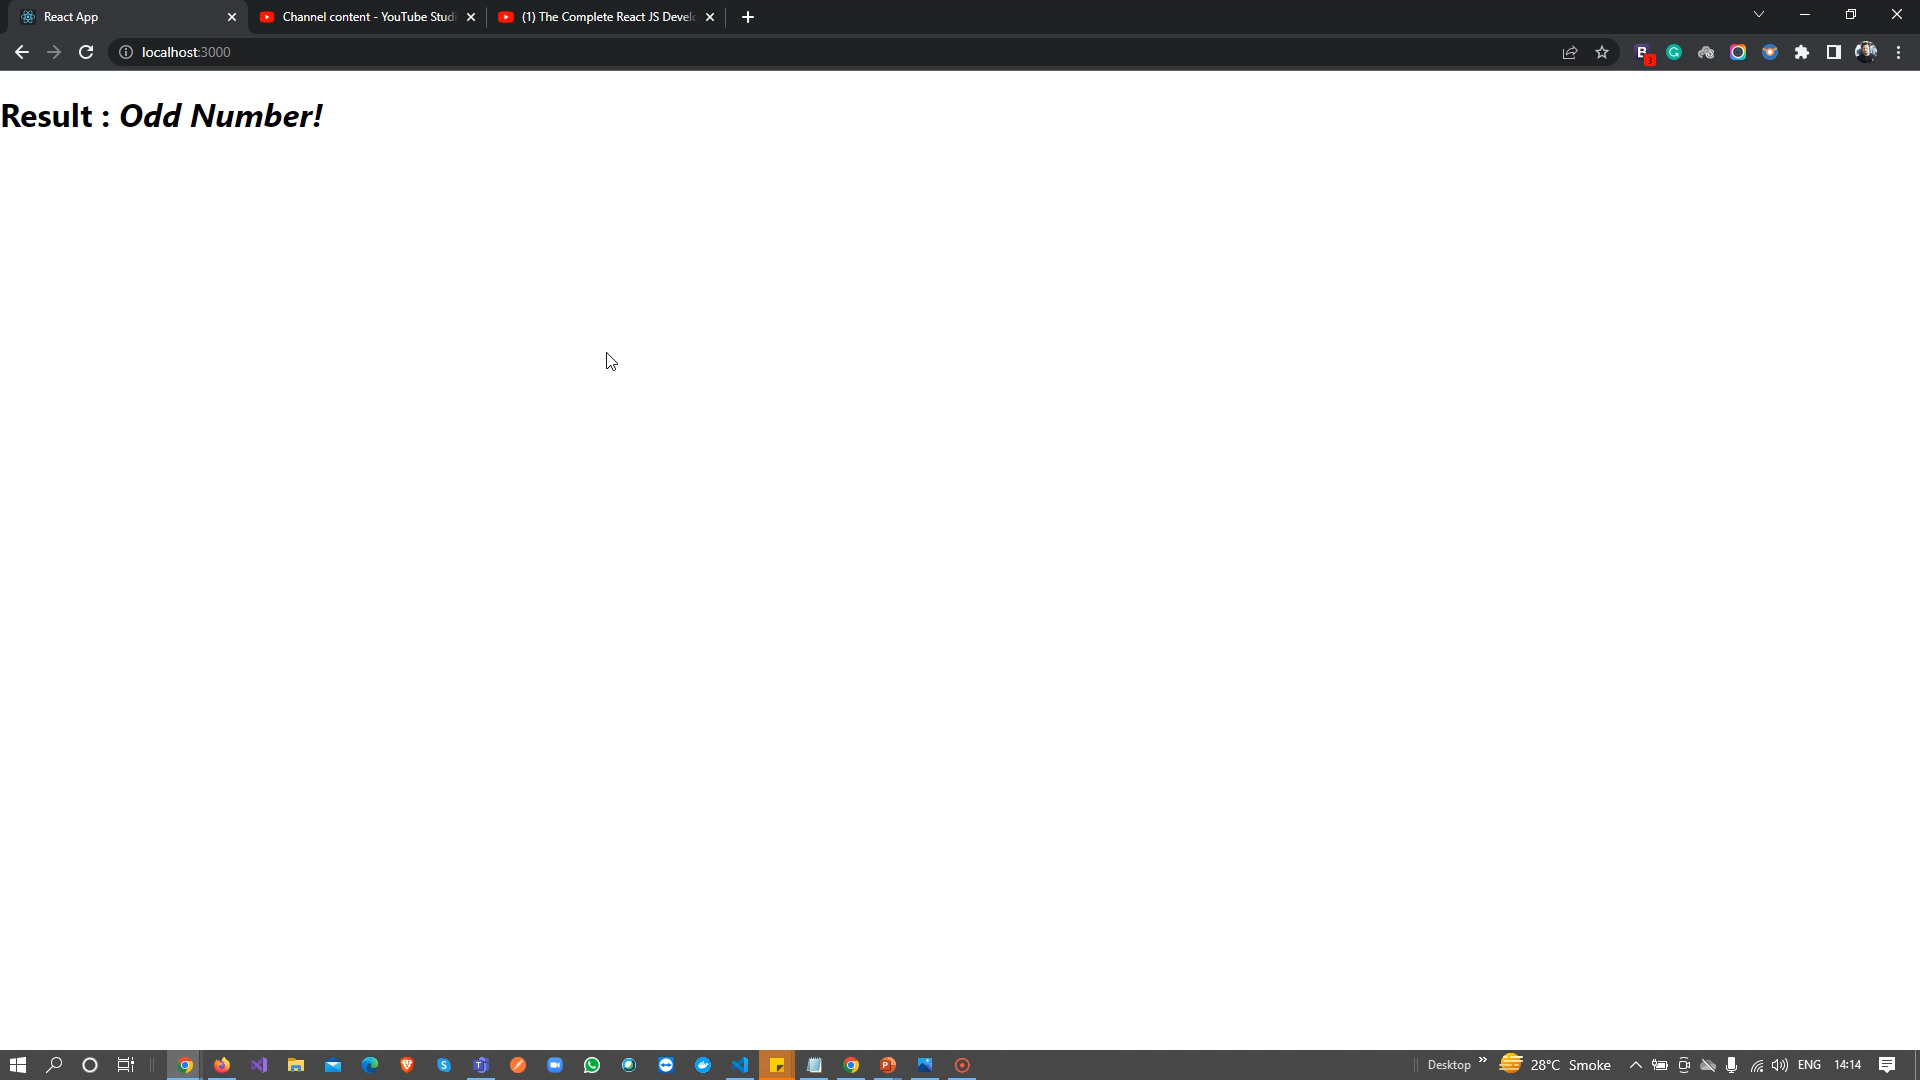 React App
Channel content - YouTube Studi
(1) The Complete React JS Devel
localhost:3000
B
3
G
Result : Odd Number!
Desktop
28°C Smoke
ENG
14:14